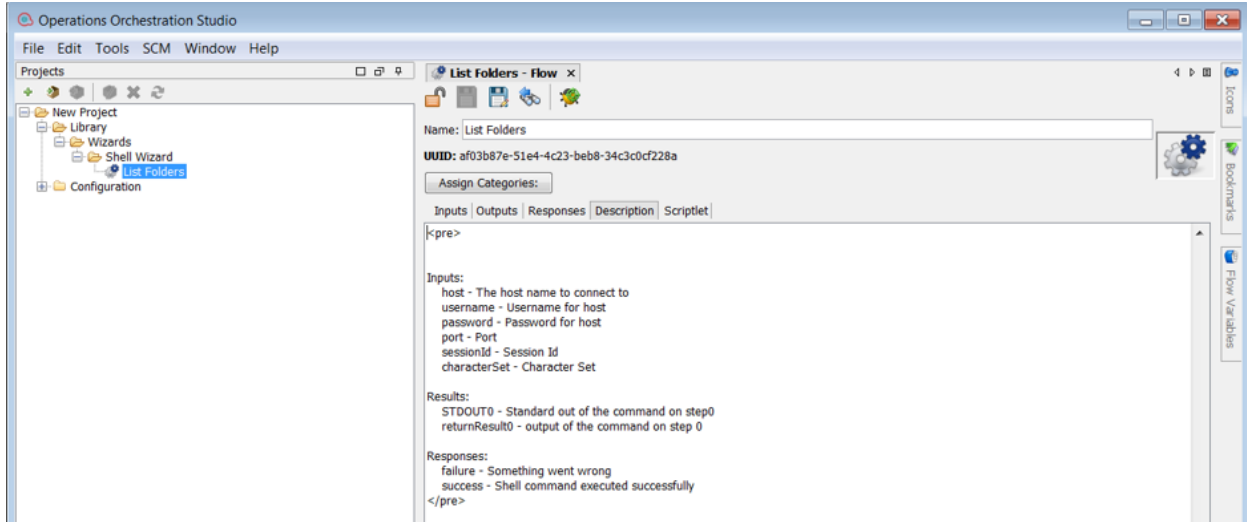 Operations Orchestration Studio
File Edit Tools SCM Window Help
Projects
New Project
Library
Wizards
Shell Wizard
List Folders
Configuration
List Folders - Flow
Name: List Folders
UUID: af03b87e-51e4-4c23-beb8-34c3c0cf228a
Assign Categories:
Inputs Outputs Responses Description Scriptlet
<pre>
Inputs:
host - The host name to connect to
username - Username for host
password - Password for host
port - Port
sessionId - Session Id
characterSet - Character Set
Results:
STDOUT0 - Standard out of the command on step0
returnResult0 - output of the command on step 0
Responses:
failure - Something went wrong
success - Shell command executed successfully
</pre>
Icons
Bookmarks
Flow Variables